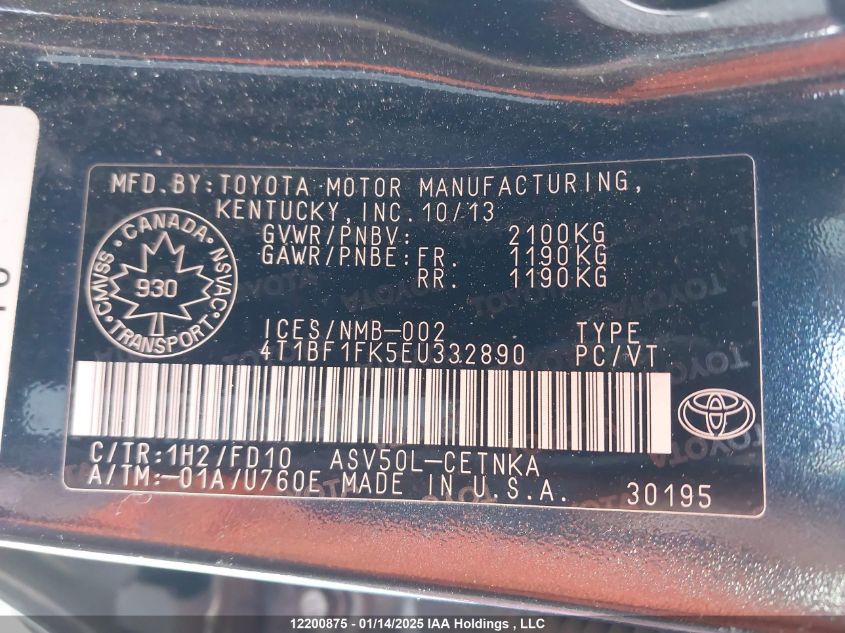 MFD. BY: TOYOTA MOTOR MANUFACTURING,
KENTUCKY, INC. 10/13
GVWR/PNBV: 2100KG
GAWR/PNBE: FR. 1190KG
RR. 1190KG
CANADA
CMVSS 930 NSVAC
TRANSPORT
ICES/NMB-002 TYPE
4T1BF1FK5EU332890 PC/VT
C/TR:1H2/FD10 ASV50L-CETNKA
A/TM:-01A/U760E MADE IN U.S.A. 30195
12200875 - 01/14/2025 IAA Holdings, LLC